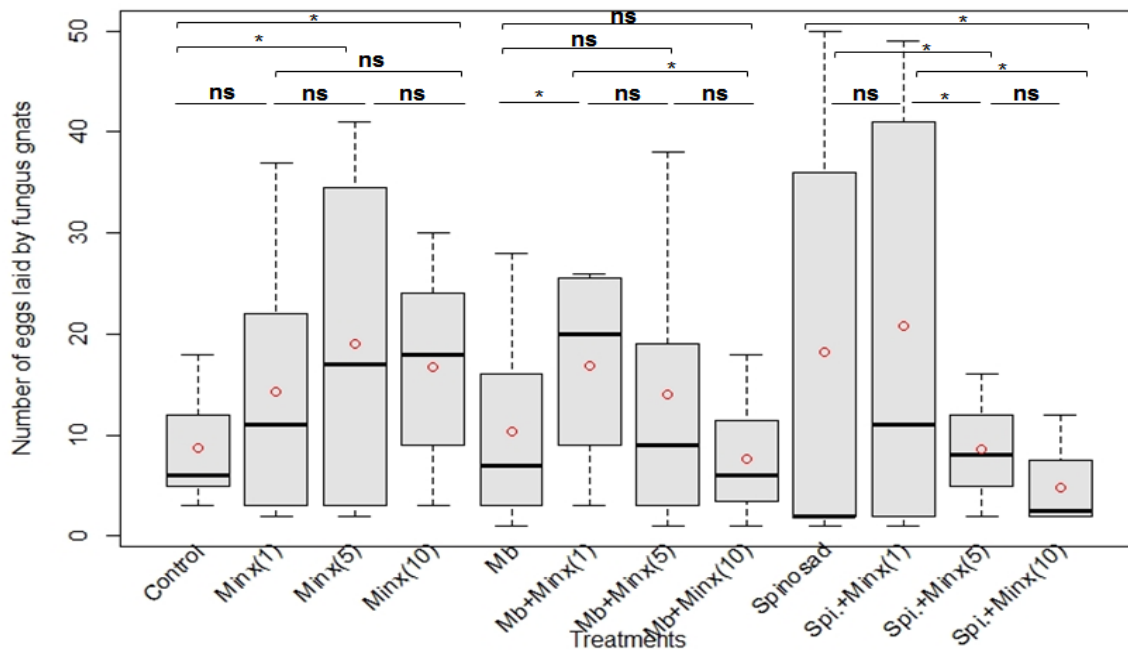 Number of eggs laid by fungus gnats
50
40
30
20
10
0
* ns *
* ns *
ns * *
ns ns ns * ns ns ns * ns
Control Minx(1) Minx(5) Minx(10) Mb Mb+Minx(1) Mb+Minx(5) Mb+Minx(10) Spinosad Spi.+Minx(1) Spi.+Minx(5) Spi.+Minx(10)
Treatments